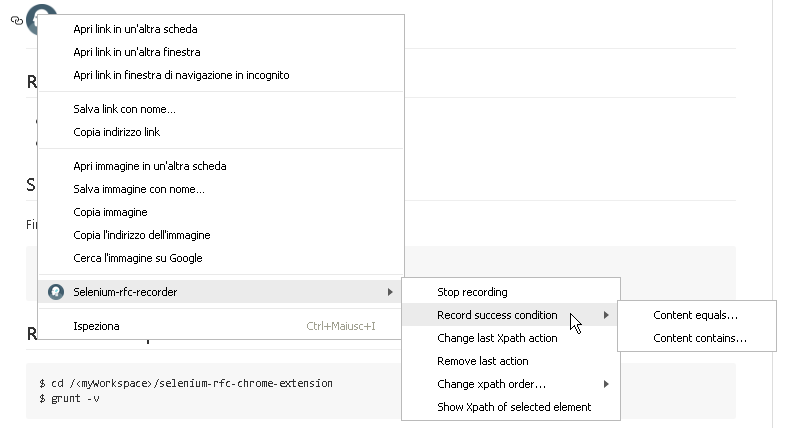 Apri link in un'altra scheda
Apri link in un'altra finestra
Apri link in finestra di navigazione in incognito
Salva link con nome...
Copia indirizzo link
Apri immagine in un'altra scheda
Salva immagine con nome...
Copia immagine
Copia l'indirizzo dell'immagine
Cerca l'immagine su Google
Selenium-rfc-recorder
Ispeziona Ctrl+Maiusc+I
Stop recording
Record success condition
Change last Xpath action
Remove last action
Change xpath order...
Show Xpath of selected element
Content equals...
Content contains...
$ cd /<myWorkspace>/selenium-rfc-chrome-extension
$ grunt -v